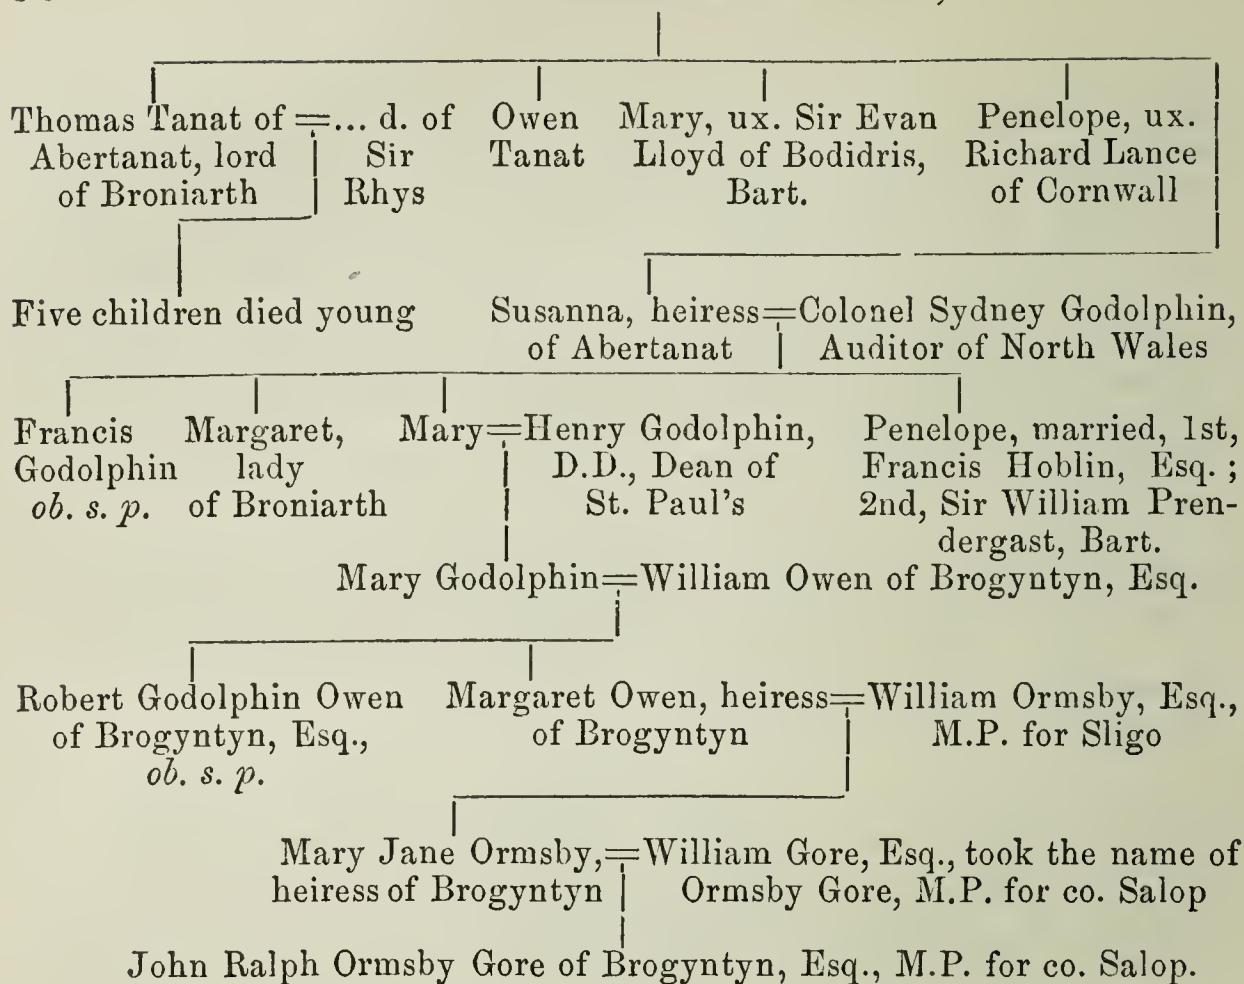 Thomas Tanat of =... d. of Owen Mary, ux. Sir Evan Penelope, ux.
Abertanat, lord Sir Tanat Lloyd of Bodidris, Richard Lance
of Broniarth Rhys Bart. of Cornwall
Five children died young Susanna, heiress=Colonel Sydney Godolphin,
of Abertanat Auditor of North Wales
Francis Margaret, Mary=Henry Godolphin, Penelope, married, 1st,
Godolphin lady D.D., Dean of Francis Hoblin, Esq.;
ob. s. p. of Broniarth St. Paul's 2nd, Sir William Pren-
dergast, Bart.
Mary Godolphin=William Owen of Brogyntyn, Esq.
Robert Godolphin Owen Margaret Owen, heiress=William Ormsby, Esq.,
of Brogyntyn, Esq., of Brogyntyn M.P. for Sligo
ob. s. p.
Mary Jane Ormsby,=William Gore, Esq., took the name of
heiress of Brogyntyn Ormsby Gore, M.P. for co. Salop
John Ralph Ormsby Gore of Brogyntyn, Esq., M.P. for co. Salop.